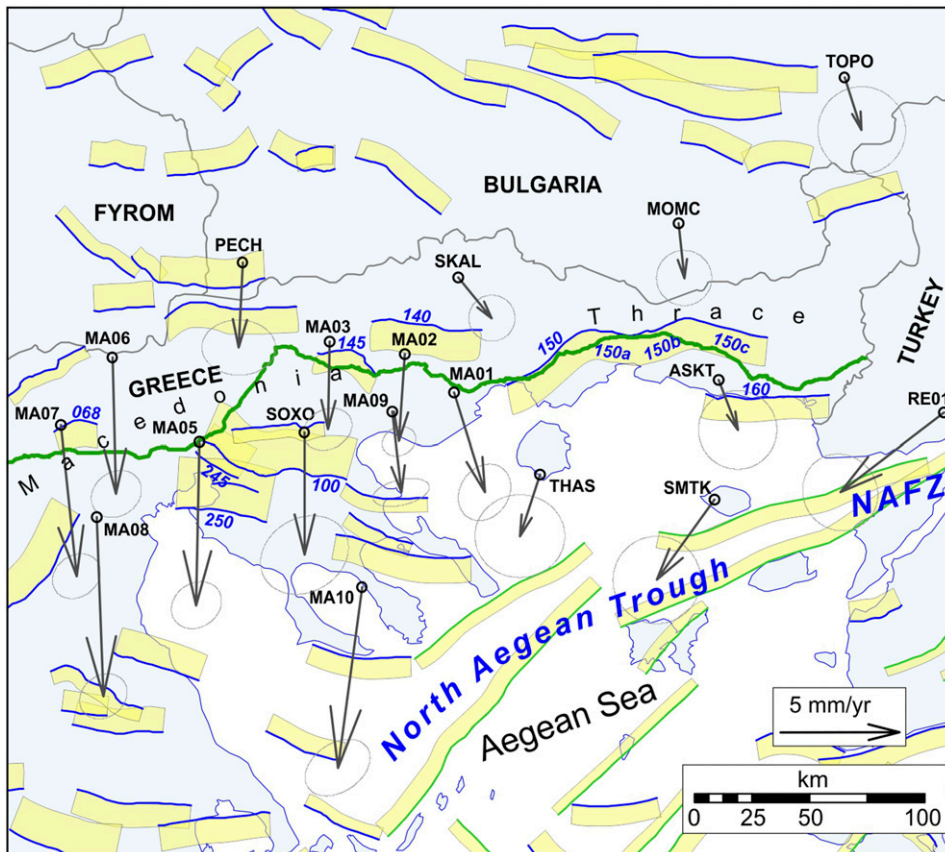 TOPO
BULGARIA
FYROM
MOMC
PECH
SKAL
TURKEY
Thrace
140
MA03
145
MA06
MA02
150
150a
150b
150c
GREECE
MA01
ASKT
160
Macedonia
MA09
RE01
MA07
068
MA05
SOXO
245
100
THAS
SMTK
NAFZ
250
MA08
MA10
North Aegean Trough
Aegean Sea
5 mm/yr
km
0 25 50 100